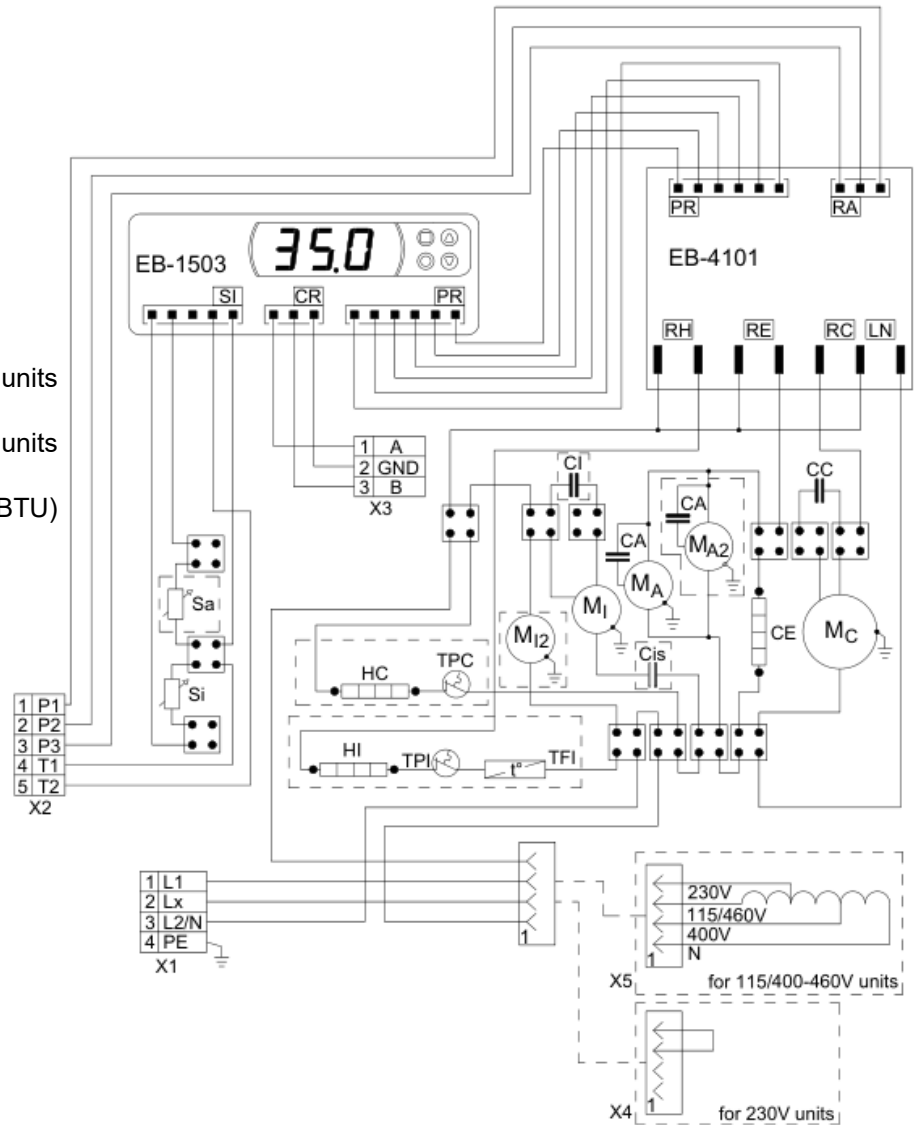 PR
RA
EB-4101
RH
RE
RC
LN
EB-1503
35.0
SI
CR
PR
units
units
BTU)
1 A
2 GND
3 B
X3
CI
CA
CA
MA2
MA
CC
MI
MI2
Cis
CE
MC
Sa
Si
HC
TPC
HI
TPI
t°
TFI
1 P1
2 P2
3 P3
4 T1
5 T2
X2
1 L1
2 Lx
3 L2/N
4 PE
X1
1
230V
115/460V
400V
N
1
X5
for 115/400-460V units
1
X4
for 230V units